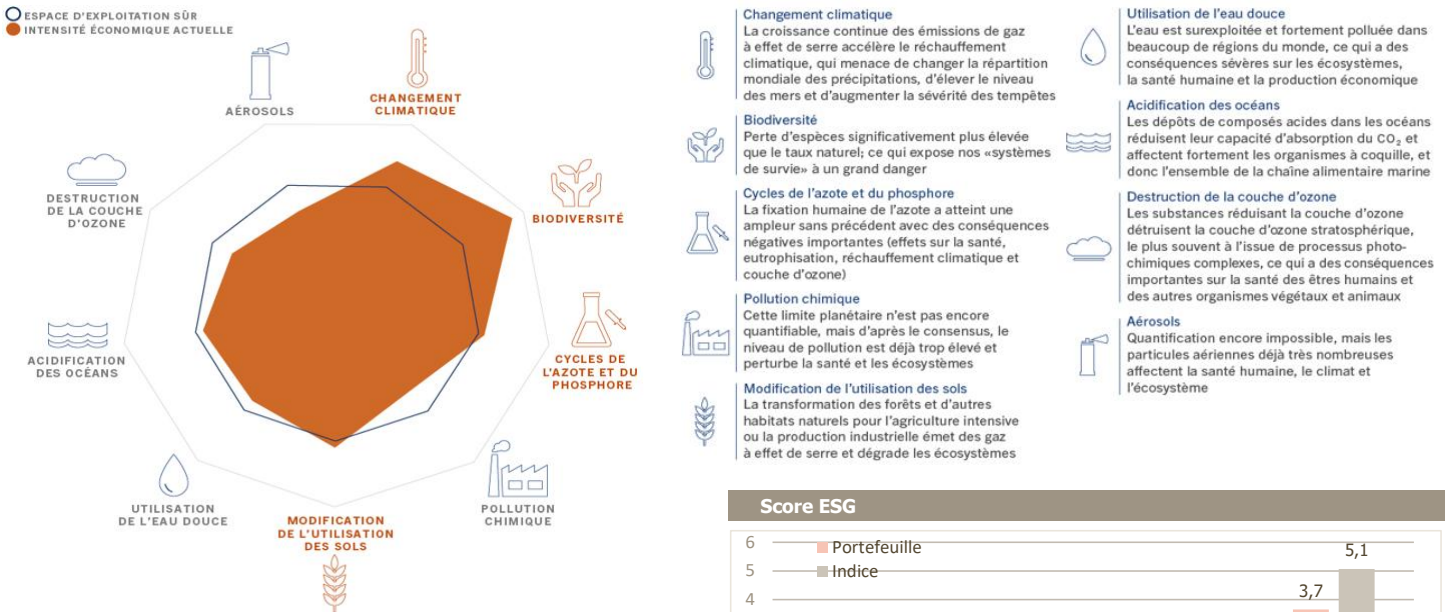 ESPACE D'EXPLOITATION SÛR
INTENSITÉ ÉCONOMIQUE ACTUELLE
AÉROSOLS
CHANGEMENT
CLIMATIQUE
DESTRUCTION
DE LA COUCHE
D'OZONE
BIODIVERSITÉ
ACIDIFICATION
DES OCÉANS
CYCLES DE
L'AZOTE ET DU
PHOSPHORE
UTILISATION
DE L'EAU DOUCE
MODIFICATION
DE L'UTILISATION
DES SOLS
POLLUTION
CHIMIQUE
Changement climatique
La croissance continue des émissions de gaz
à effet de serre accélère le réchauffement
climatique, qui menace de changer la répartition
mondiale des précipitations, d'élever le niveau
des mers et d'augmenter la sévérité des tempêtes
Biodiversité
Perte d'espèces significativement plus élevée
que le taux naturel; ce qui expose nos «systèmes
de survie» à un grand danger
Cycles de l'azote et du phosphore
La fixation humaine de l'azote a atteint une
ampleur sans précédent avec des conséquences
négatives importantes (effets sur la santé,
eutrophisation, réchauffement climatique et
couche d'ozone)
Pollution chimique
Cette limite planétaire n'est pas encore
quantifiable, mais d'après le consensus, le
niveau de pollution est déjà trop élevé et
perturbe la santé et les écosystèmes
Modification de l'utilisation des sols
La transformation des forêts et d'autres
habitats naturels pour l'agriculture intensive
ou la production industrielle émet des gaz
à effet de serre et dégrade les écosystèmes
Utilisation de l'eau douce
L'eau est surexploitée et fortement polluée dans
beaucoup de régions du monde, ce qui a des
conséquences sévères sur les écosystèmes,
la santé humaine et la production économique
Acidification des océans
Les dépôts de composés acides dans les océans
réduisent leur capacité d'absorption du CO₂ et
affectent fortement les organismes à coquille, et
donc l'ensemble de la chaîne alimentaire marine
Destruction de la couche d'ozone
Les substances réduisant la couche d'ozone
détruisent la couche d'ozone stratosphérique,
le plus souvent à l'issue de processus photo-
chimiques complexes, ce qui a des conséquences
importantes sur la santé des êtres humains et
des autres organismes végétaux et animaux
Aérosols
Quantification encore impossible, mais les
particules aériennes déjà très nombreuses
affectent la santé humaine, le climat et
l'écosystème
Score ESG
6
Portefeuille
5,1
5
Indice
3,7
4